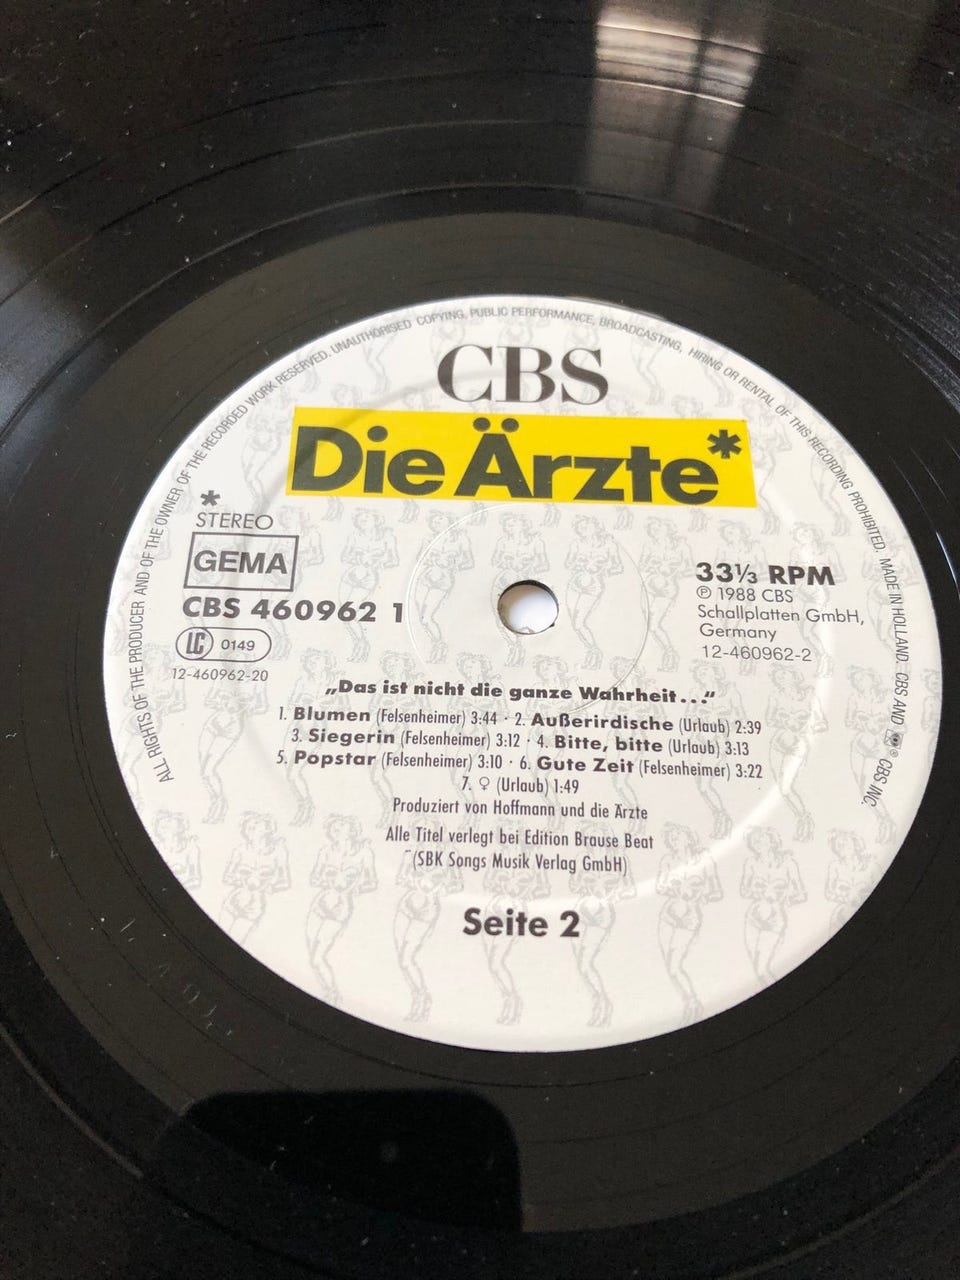 ALL RIGHTS OF THE PRODUCER AND OF THE OWNER OF THE RECORDED WORK RESERVED. UNAUTHORISED COPYING, PUBLIC PERFORMANCE, BROADCASTING, HIRING OR RENTAL OF THIS RECORDING PROHIBITED. MADE IN HOLLAND. CBS AND ® CBS INC.
CBS
Die Ärzte*
*
STEREO
GEMA
CBS 460962 1
LC 0149
12-460962-20
33⅓ RPM
℗ 1988 CBS
Schallplatten GmbH,
Germany
12-460962-2
„Das ist nicht die ganze Wahrheit...“
1. Blumen (Felsenheimer) 3:44 · 2. Außerirdische (Urlaub) 2:39
3. Siegerin (Felsenheimer) 3:12 · 4. Bitte, bitte (Urlaub) 3:13
5. Popstar (Felsenheimer) 3:10 · 6. Gute Zeit (Felsenheimer) 3:22
7. ♀ (Urlaub) 1:49
Produziert von Hoffmann und die Ärzte
Alle Titel verlegt bei Edition Brause Beat
(SBK Songs Musik Verlag GmbH)
Seite 2